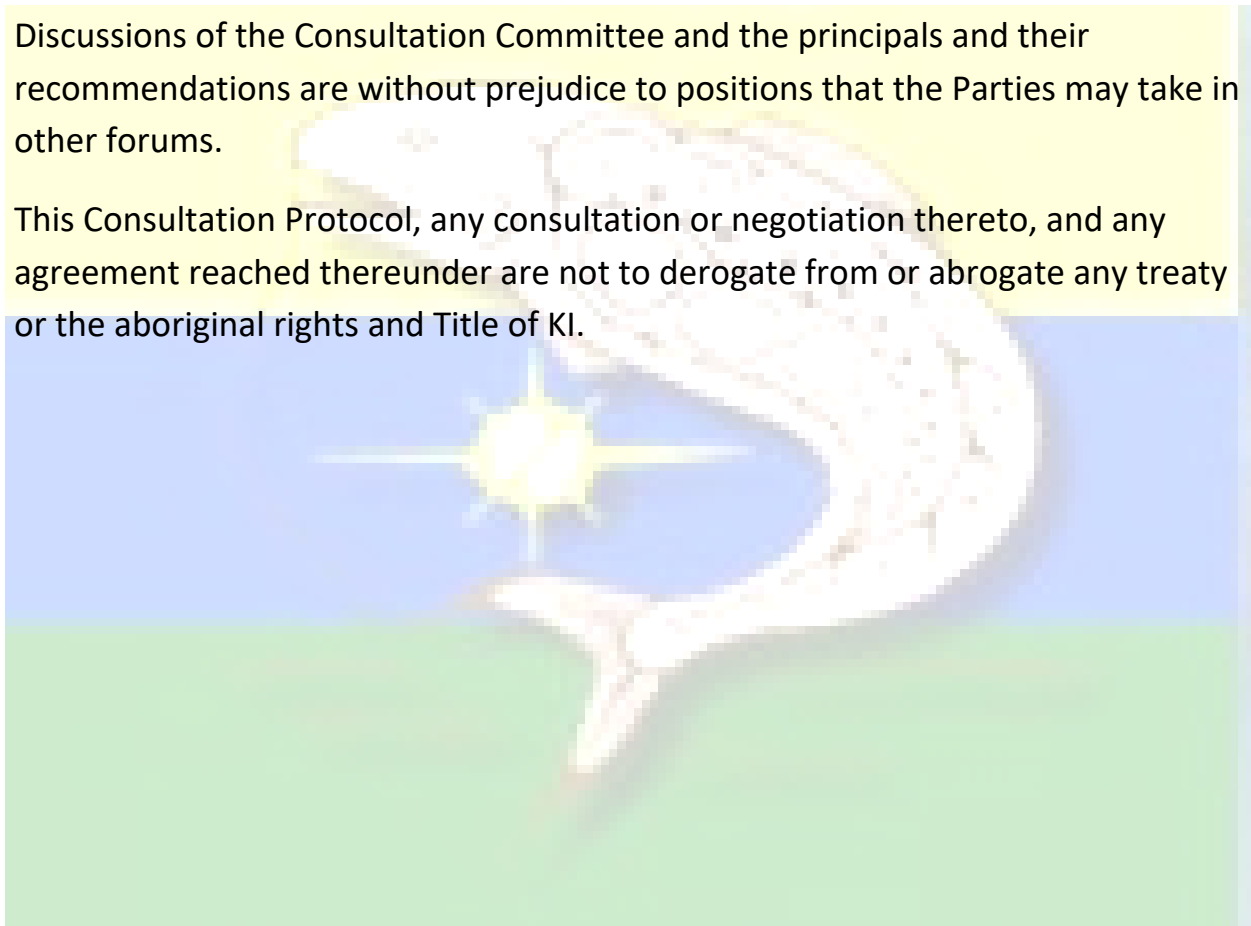 Discussions of the Consultation Committee and the principals and their
recommendations are without prejudice to positions that the Parties may take in
other forums.
This Consultation Protocol, any consultation or negotiation thereto, and any
agreement reached thereunder are not to derogate from or abrogate any treaty
or the aboriginal rights and Title of KI.